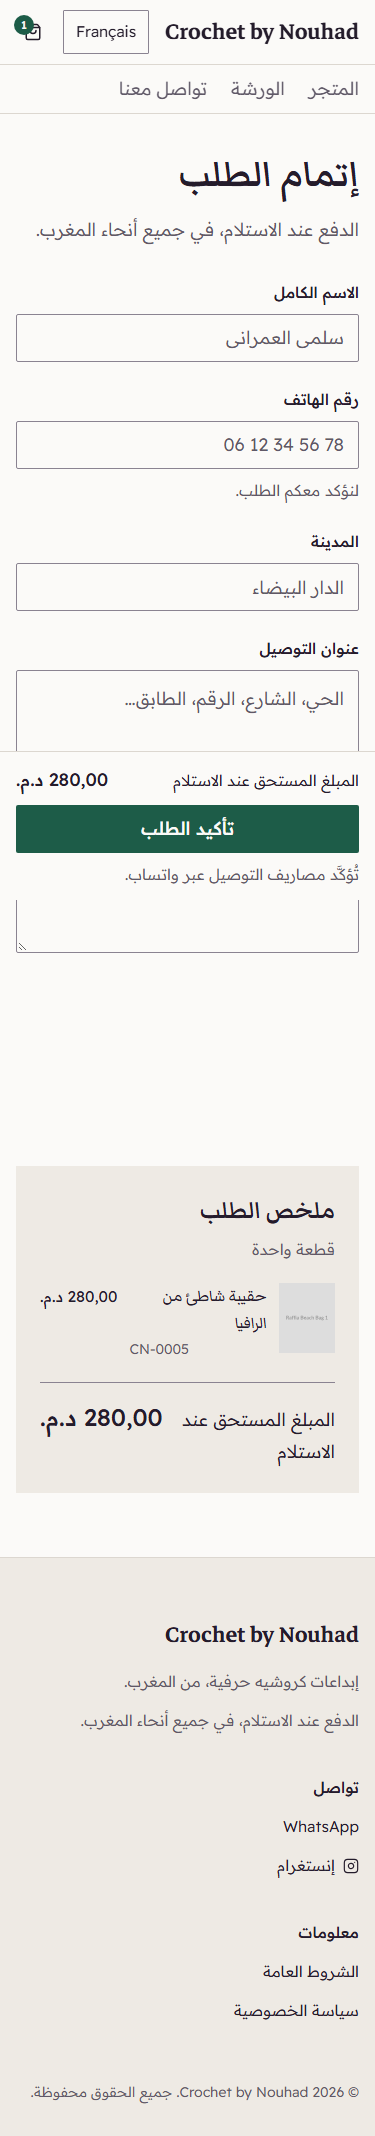 Crochet by Nouhad
Français
1
المتجر
الورشة
تواصل معنا
إتمام الطلب
الدفع عند الاستلام، في جميع أنحاء المغرب.
الاسم الكامل
سلمى العمراني
رقم الهاتف
06 12 34 56 78
لنؤكد معكم الطلب.
المدينة
الدار البيضاء
عنوان التوصيل
الحي، الشارع، الرقم، الطابق…
المبلغ المستحق عند الاستلام
280,00 د.م.
تأكيد الطلب
تُؤكَّد مصاريف التوصيل عبر واتساب.
ملخص الطلب
قطعة واحدة
Raffia Beach Bag 1
حقيبة شاطئ من
الرافيا
280,00 د.م.
CN-0005
المبلغ المستحق عند
الاستلام
280,00 د.م.
Crochet by Nouhad
إبداعات كروشيه حرفية، من المغرب.
الدفع عند الاستلام، في جميع أنحاء المغرب.
تواصل
WhatsApp
إنستغرام
معلومات
الشروط العامة
سياسة الخصوصية
© 2026 Crochet by Nouhad. جميع الحقوق محفوظة.